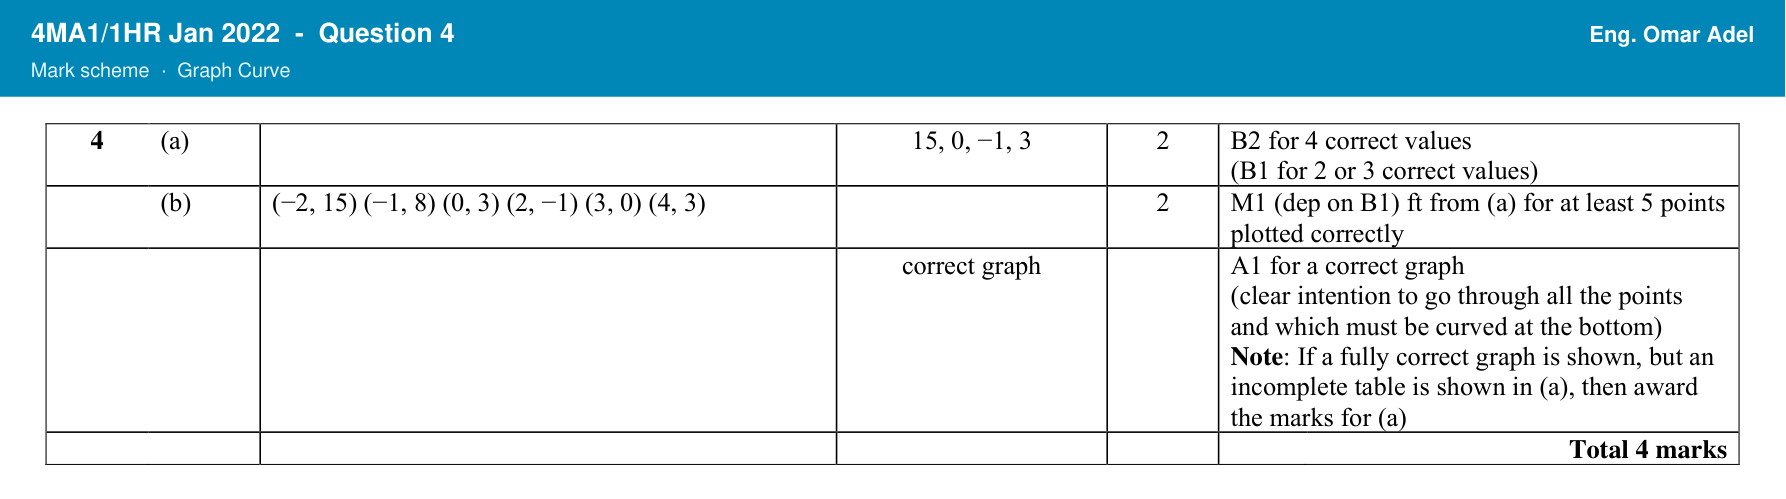 4MA1/1HR Jan 2022 - Question 4
Eng. Omar Adel
Mark scheme · Graph Curve
4 (a) 15, 0, −1, 3 2 B2 for 4 correct values
(B1 for 2 or 3 correct values)
(b) (−2, 15) (−1, 8) (0, 3) (2, −1) (3, 0) (4, 3) 2 M1 (dep on B1) ft from (a) for at least 5 points
plotted correctly
correct graph A1 for a correct graph
(clear intention to go through all the points
and which must be curved at the bottom)
Note: If a fully correct graph is shown, but an
incomplete table is shown in (a), then award
the marks for (a)
Total 4 marks